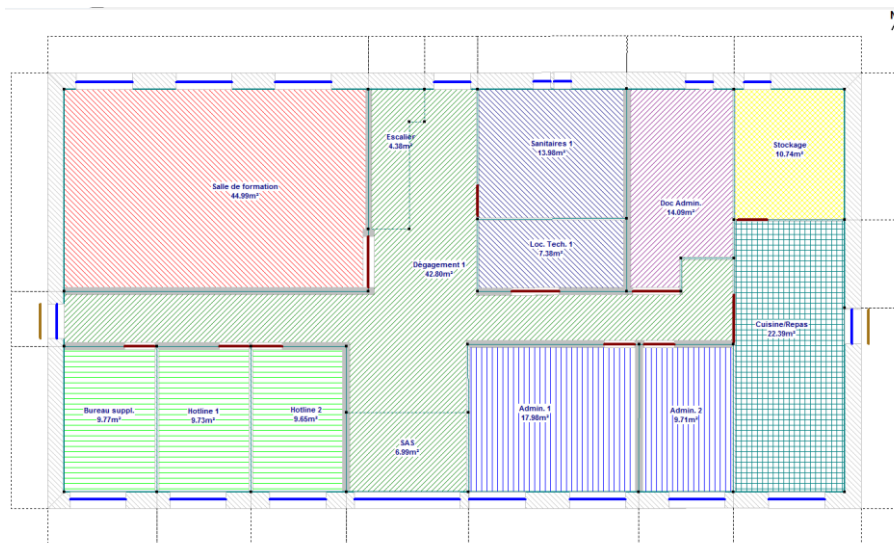 N
Escalier
4.38m²
Sanitaires 1
13.98m²
Stockage
10.74m²
Salle de formation
44.99m²
Doc Admin.
14.09m²
Loc. Tech. 1
7.38m²
Dégagement 1
42.80m²
Cuisine/Repas
22.39m²
Bureau suppl.
9.77m²
Hotline 1
9.73m²
Hotline 2
9.65m²
Admin. 1
17.98m²
Admin. 2
9.71m²
SAS
6.99m²